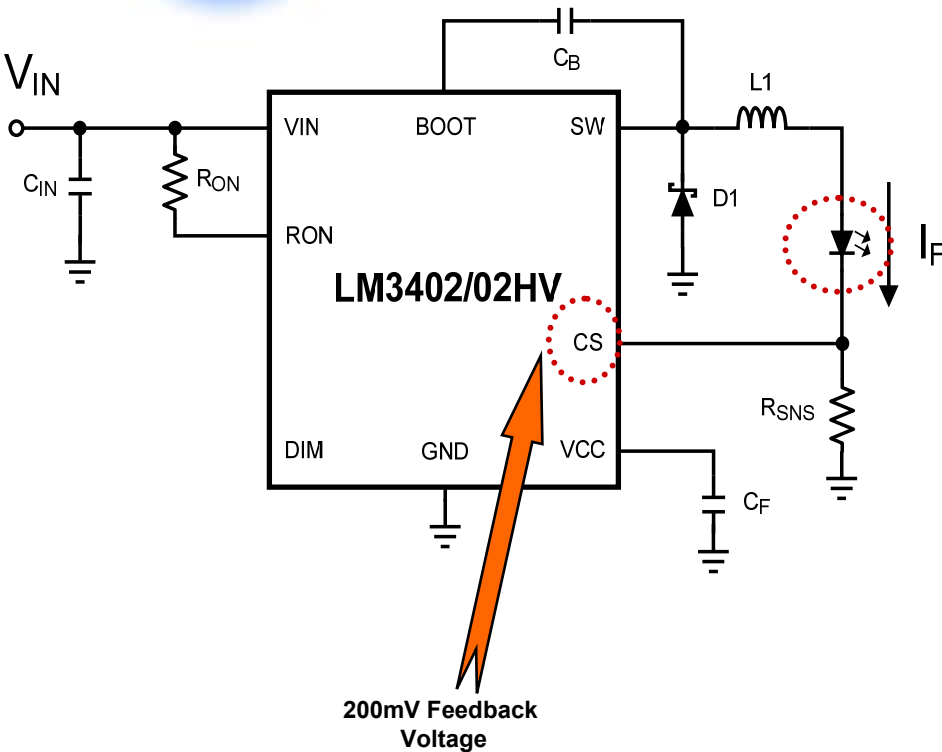 CB
VIN
L1
VIN
BOOT
SW
CIN
RON
D1
RON
IF
LM3402/02HV
CS
RSNS
DIM
GND
VCC
CF
200mV Feedback
Voltage